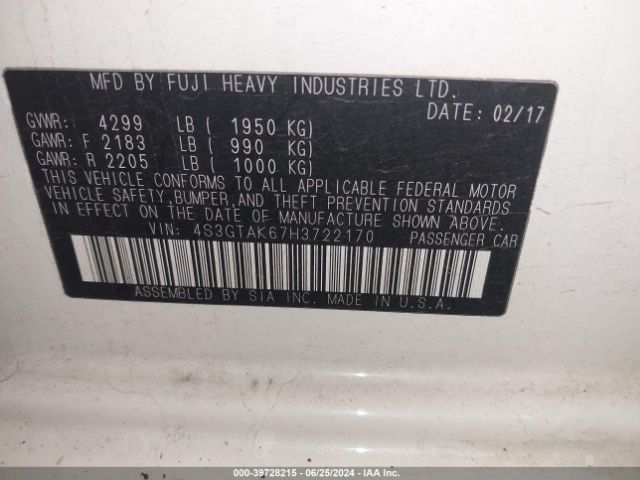 MFD BY FUJI HEAVY INDUSTRIES LTD.
DATE: 02/17
GVWR: 4299 LB ( 1950 KG)
GAWR: F 2183 LB ( 990 KG)
GAWR: R 2205 LB ( 1000 KG)
THIS VEHICLE CONFORMS TO ALL APPLICABLE FEDERAL MOTOR
VEHICLE SAFETY, BUMPER, AND THEFT PREVENTION STANDARDS
IN EFFECT ON THE DATE OF MANUFACTURE SHOWN ABOVE.
VIN: 4S3GTAK67H3722170 PASSENGER CAR
ASSEMBLED BY SIA INC. MADE IN U.S.A.
000-39728215 - 06/25/2024 - IAA Inc.